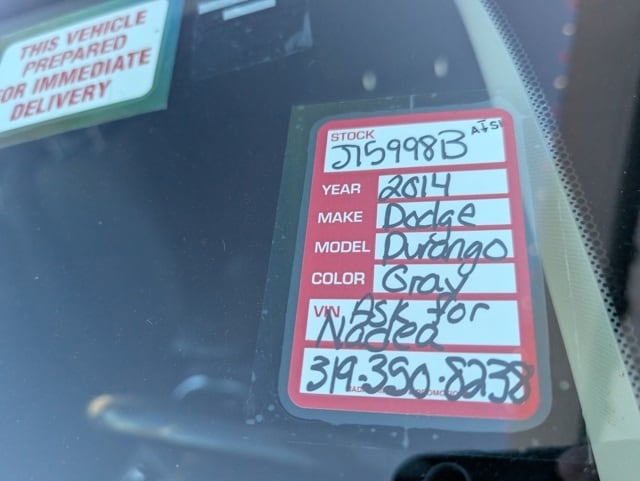 THIS VEHICLE
PREPARED
FOR IMMEDIATE
DELIVERY
STOCK
J15998B
YEAR 2014
MAKE Dodge
MODEL Durango
COLOR Gray
VIN Ask for
Nadea
319-350-8238